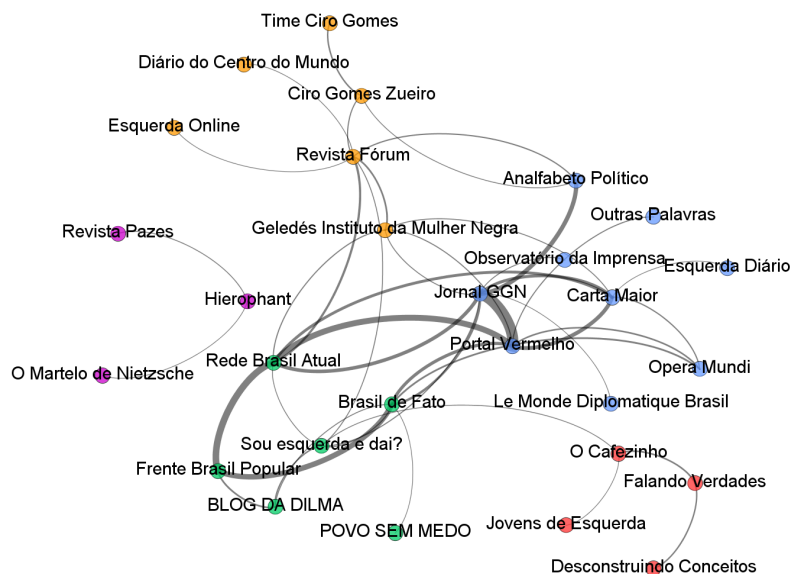 Time Ciro Gomes
Diário do Centro do Mundo
Ciro Gomes Zueiro
Esquerda Online
Revista Fórum
Analfabeto Político
Outras Palavras
Geledés Instituto da Mulher Negra
Revista Pazes
Observatório da Imprensa
Esquerda Diário
Jornal GGN
Carta Maior
Hierophant
Portal Vermelho
Rede Brasil Atual
Opera Mundi
O Martelo de Nietzsche
Brasil de Fato
Le Monde Diplomatique Brasil
Sou esquerda e dai?
O Cafezinho
Frente Brasil Popular
Falando Verdades
BLOG DA DILMA
Jovens de Esquerda
POVO SEM MEDO
Desconstruindo Conceitos